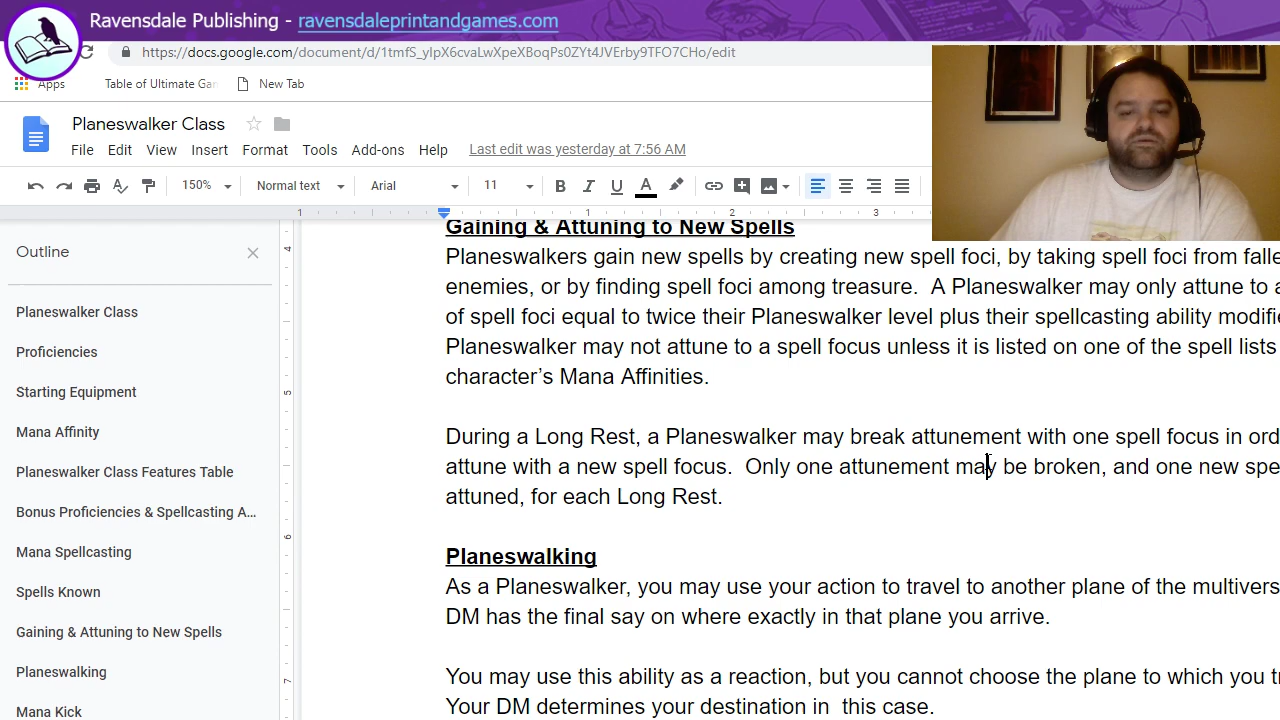 Ravensdale Publishing - ravensdaleprintandgames.com
https://docs.google.com/document/d/1tmfS_yIpX6cvaLwXpeXBoqPs0ZYt4JVErby9TFO7CHo/edit
Apps Table of Ultimate Gar New Tab
Planeswalker Class
File Edit View Insert Format Tools Add-ons Help Last edit was yesterday at 7:56 AM
150% Normal text Arial 11 B I U A
1 1 2 3
Outline
Planeswalker Class
Proficiencies
Starting Equipment
Mana Affinity
Planeswalker Class Features Table
Bonus Proficiencies & Spellcasting A...
Mana Spellcasting
Spells Known
Gaining & Attuning to New Spells
Planeswalking
Mana Kick
4
5
6
7
Gaining & Attuning to New Spells
Planeswalkers gain new spells by creating new spell foci, by taking spell foci from falle
enemies, or by finding spell foci among treasure.  A Planeswalker may only attune to a
of spell foci equal to twice their Planeswalker level plus their spellcasting ability modifie
Planeswalker may not attune to a spell focus unless it is listed on one of the spell lists
character’s Mana Affinities.
During a Long Rest, a Planeswalker may break attunement with one spell focus in ord
attune with a new spell focus.  Only one attunement may be broken, and one new spe
attuned, for each Long Rest.
Planeswalking
As a Planeswalker, you may use your action to travel to another plane of the multivers
DM has the final say on where exactly in that plane you arrive.
You may use this ability as a reaction, but you cannot choose the plane to which you tr
Your DM determines your destination in  this case.